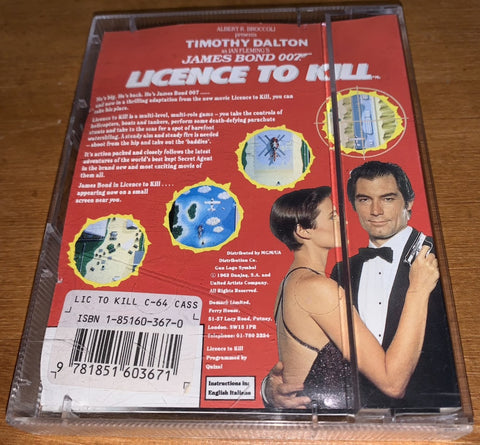 ALBERT R. BROCCOLI
presents
TIMOTHY DALTON
as IAN FLEMING'S
JAMES BOND 007
LICENCE TO KILL
He's big. He's back. He's James Bond 007 .....
and now in a thrilling adaptation from the new movie Licence to Kill, you can
take his place.
Licence to Kill is a multi-level, multi-role game - you take the controls of
helicopters, boats and tankers, perform some death-defying parachute
stunts and take to the seas for a spot of barefoot
waterskiing. A steady aim and steady fire is needed
- shoot from the hip and take out the 'baddies'.
It's action packed and closely follows the latest
adventures of the world's best kept Secret Agent
in the brand new and most exciting movie of
them all.
James Bond in Licence to Kill ....
appearing now on a small
screen near you.
Distributed by MGM/UA
Distribution Co.
Gun Logo Symbol
© 1962 Danjaq, S.A. and
United Artists Company.
All Rights Reserved.
Domark Limited,
Ferry House,
51-57 Lacy Road, Putney,
London. SW15 1PR
Telephone: 01-780 2224
Licence to Kill
Programmed by
Quixel
Instructions in:
English Italiano
LIC TO KILL C-64 CASS
ISBN 1-85160-367-0
9 781851 603671